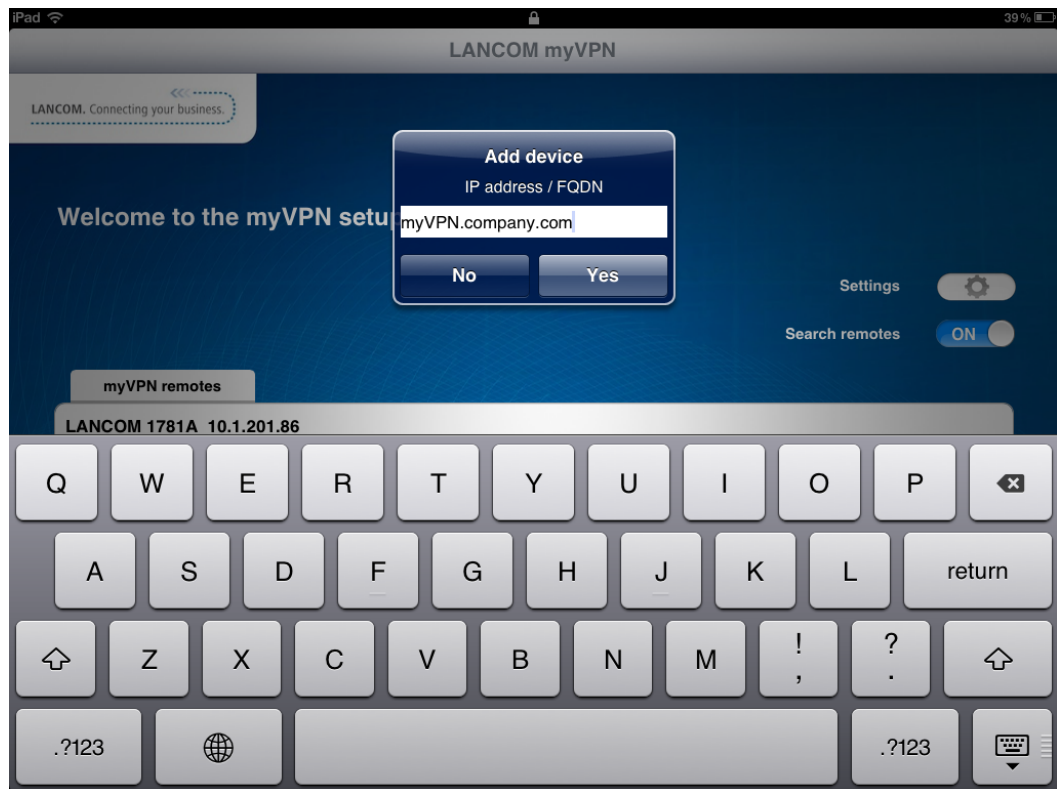 iPad 39%
LANCOM myVPN
LANCOM. Connecting your business.
Add device
IP address / FQDN
Welcome to the myVPN setup
myVPN.company.com
No Yes
Settings
Search remotes ON
myVPN remotes
LANCOM 1781A 10.1.201.86
Q W E R T Y U I O P
A S D F G H J K L return
Z X C V B N M ! , ? .
.?123 .?123